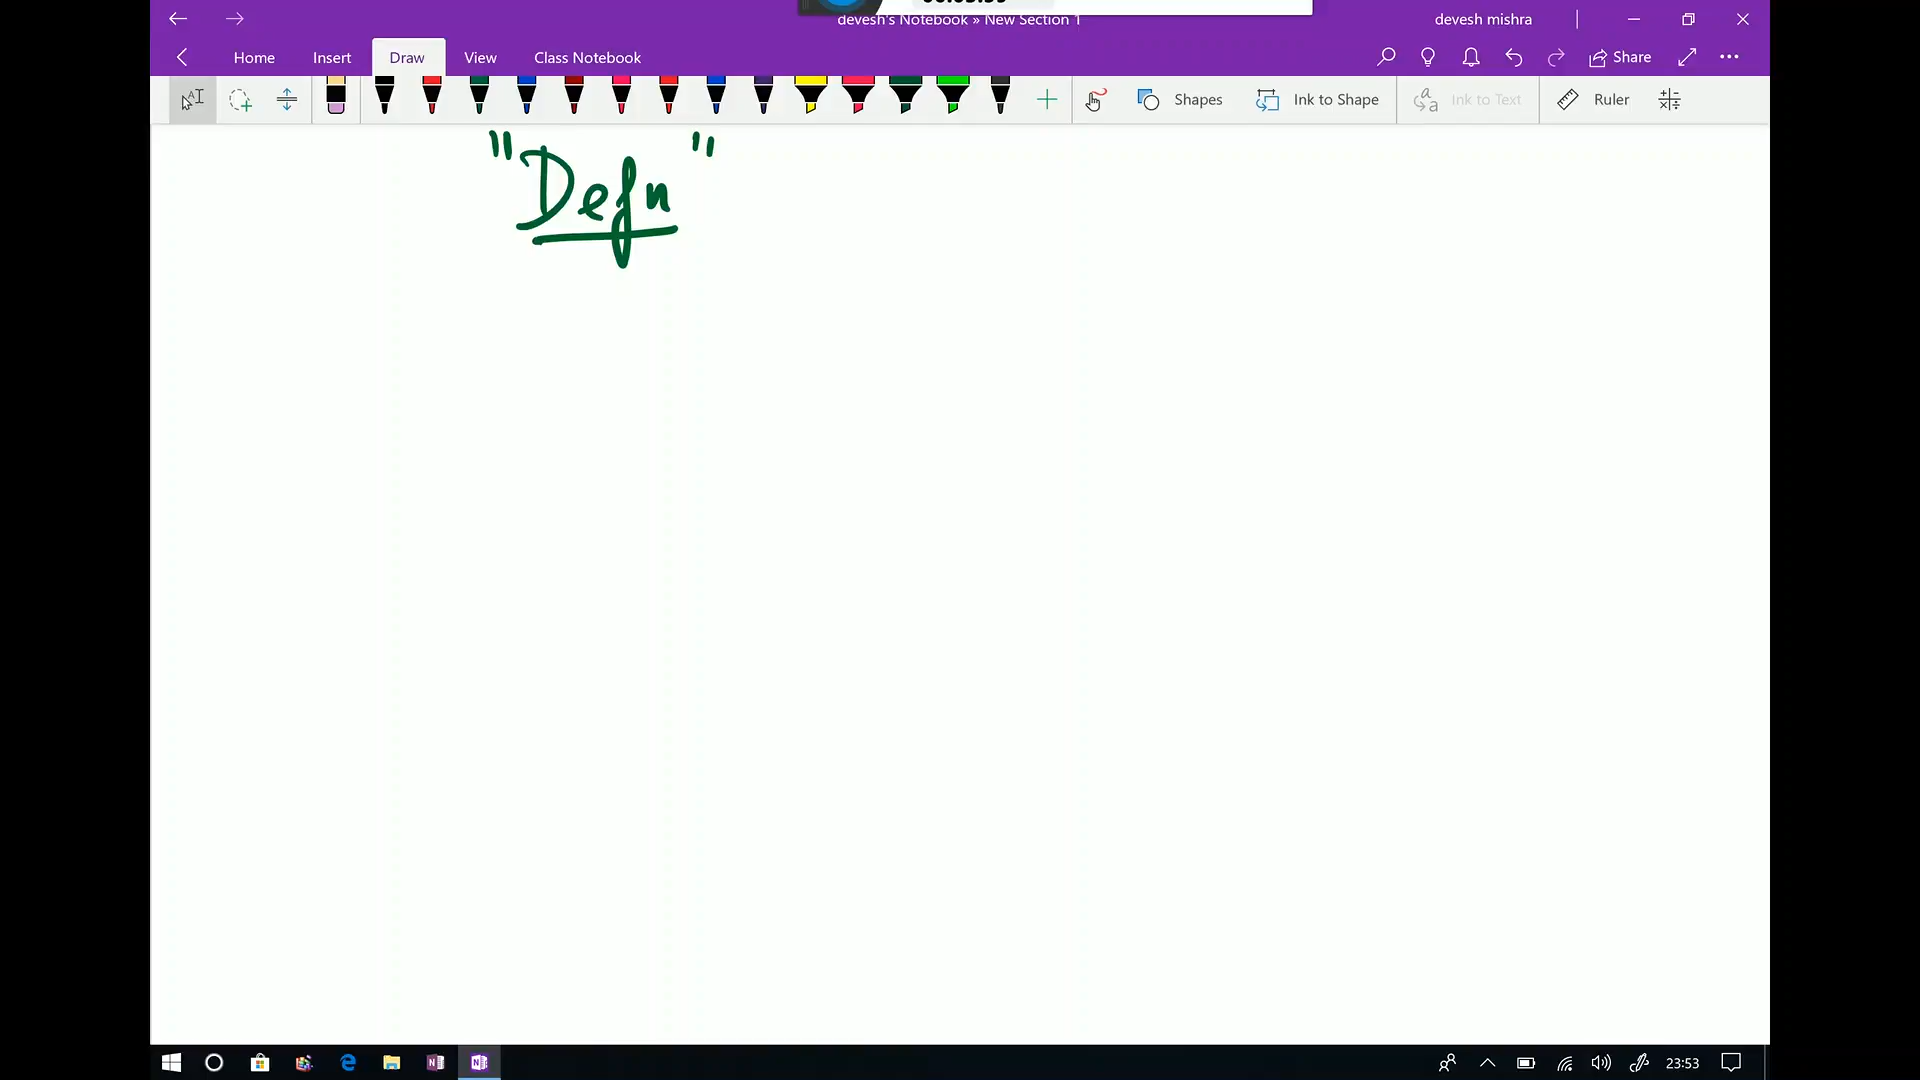 devesh's Notebook » New Section 1
devesh mishra
Home Insert Draw View Class Notebook
Share
Shapes Ink to Shape Ink to Text Ruler
"Defn"
23:53